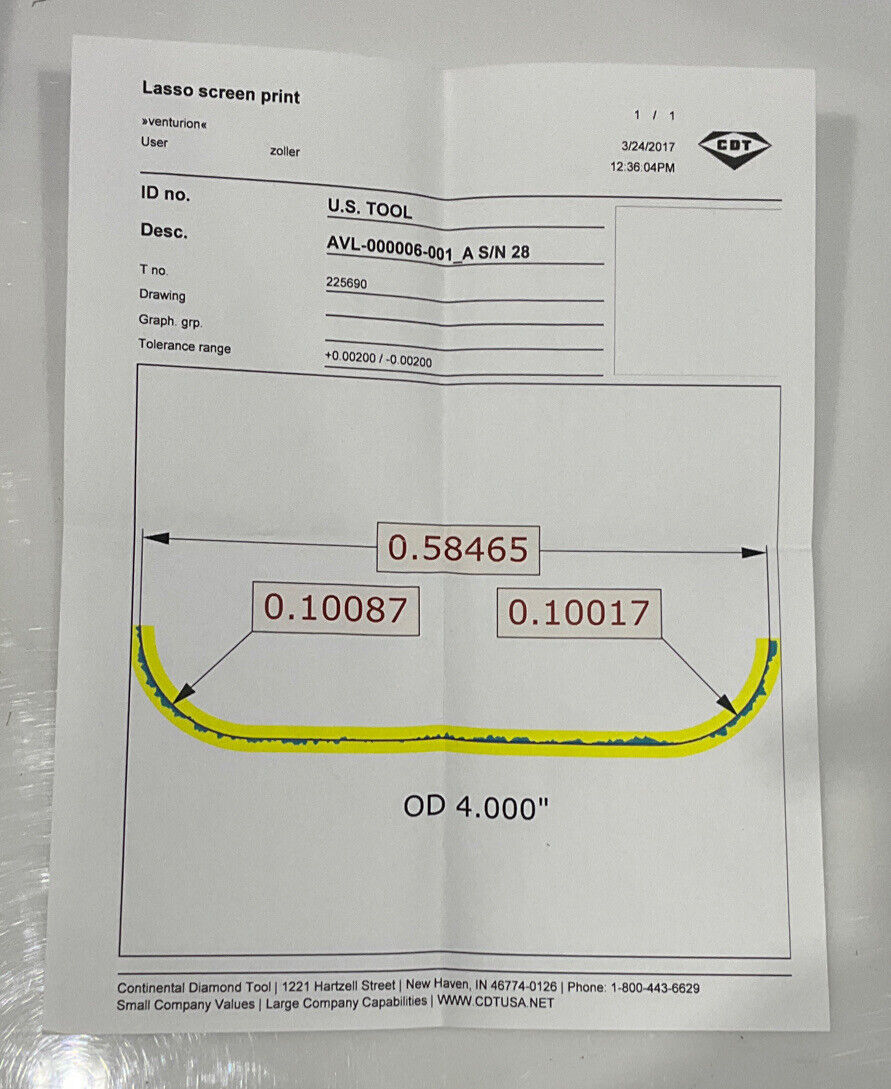 Lasso screen print
»venturion«
User zoller
1 / 1
3/24/2017
12:36:04PM
CDT
ID no. U.S. TOOL
Desc. AVL-000006-001_A S/N 28
T no. 225690
Drawing
Graph. grp.
Tolerance range +0.00200 / -0.00200
0.58465
0.10087 0.10017
OD 4.000"
Continental Diamond Tool | 1221 Hartzell Street | New Haven, IN 46774-0126 | Phone: 1-800-443-6629
Small Company Values | Large Company Capabilities | WWW.CDTUSA.NET